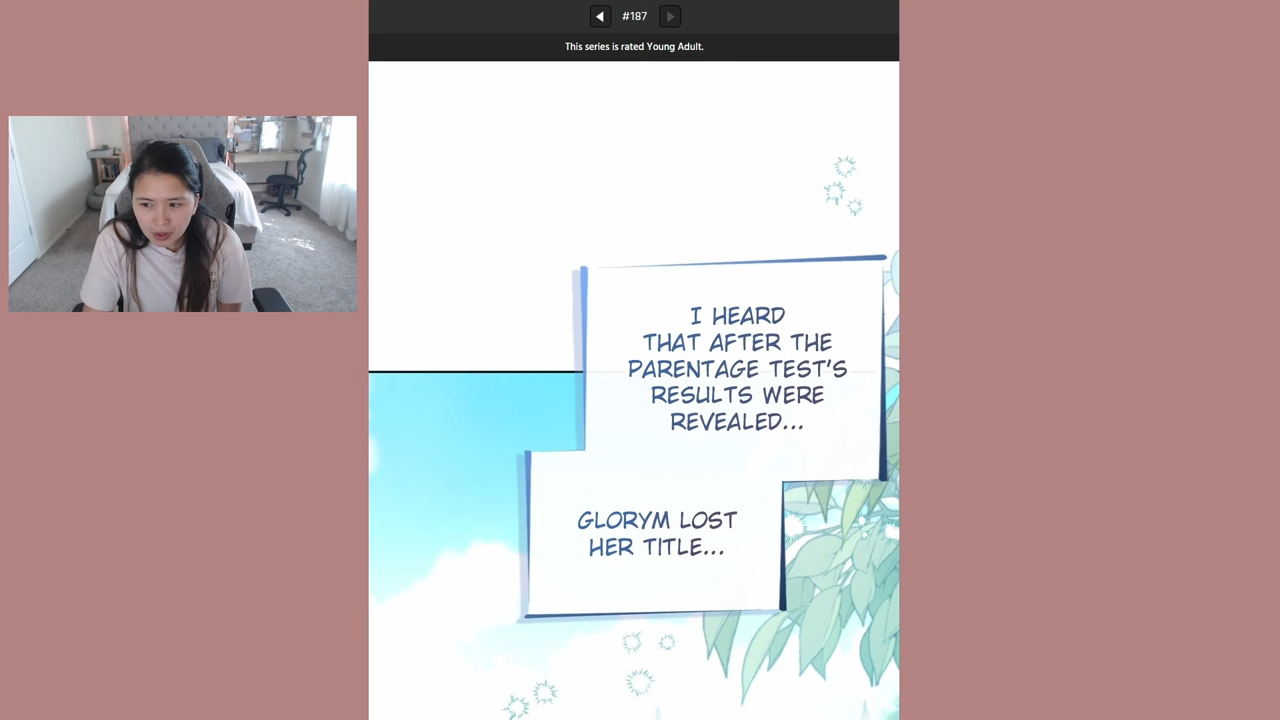 #187
This series is rated Young Adult.
I HEARD
THAT AFTER THE
PARENTAGE TEST'S
RESULTS WERE
REVEALED...
GLORYM LOST
HER TITLE...